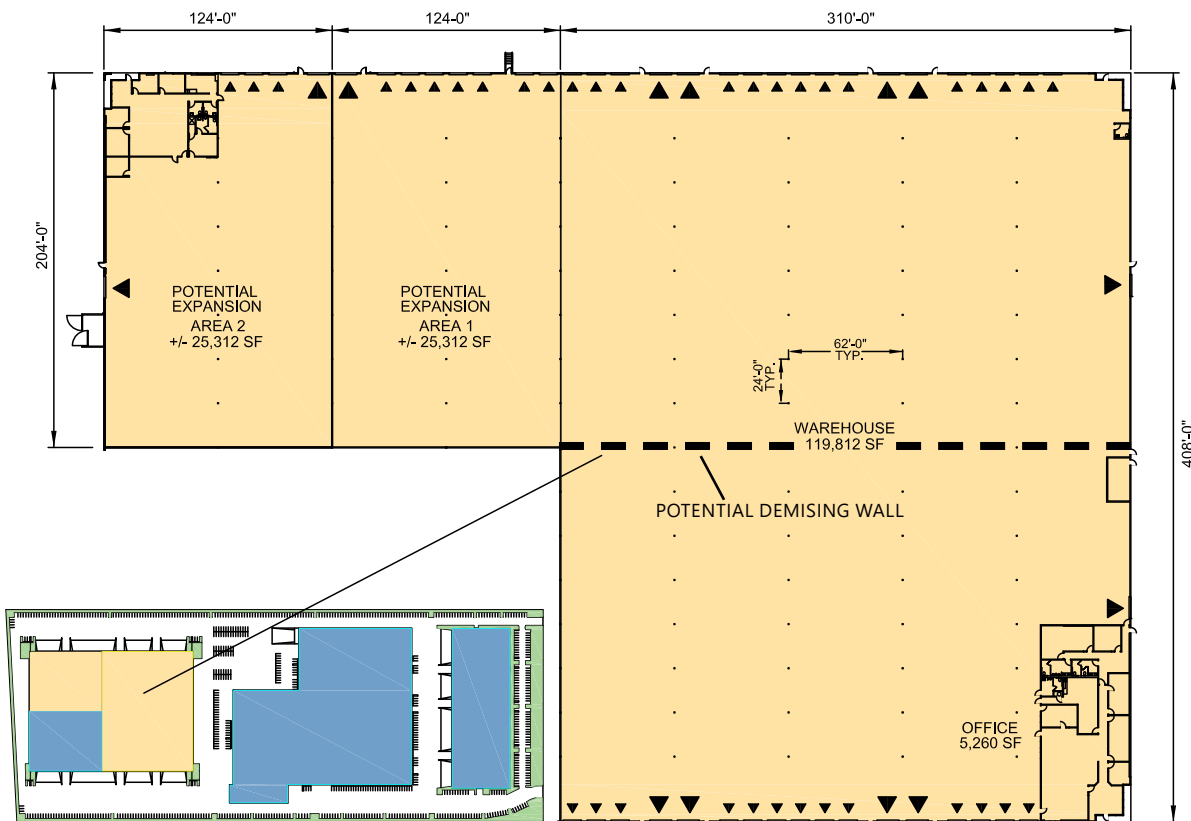 124'-0"
124-0"
310'-0"
204'-0"
408'-0"
POTENTIAL
EXPANSION
AREA 2
+/- 25,312 SF
POTENTIAL
EXPANSION
AREA 1
+/- 25,312 SF
62'-0"
TYP.
24'-0"
TYP.
WAREHOUSE
119,812 SF
POTENTIAL DEMISING WALL
OFFICE
5,260 SF